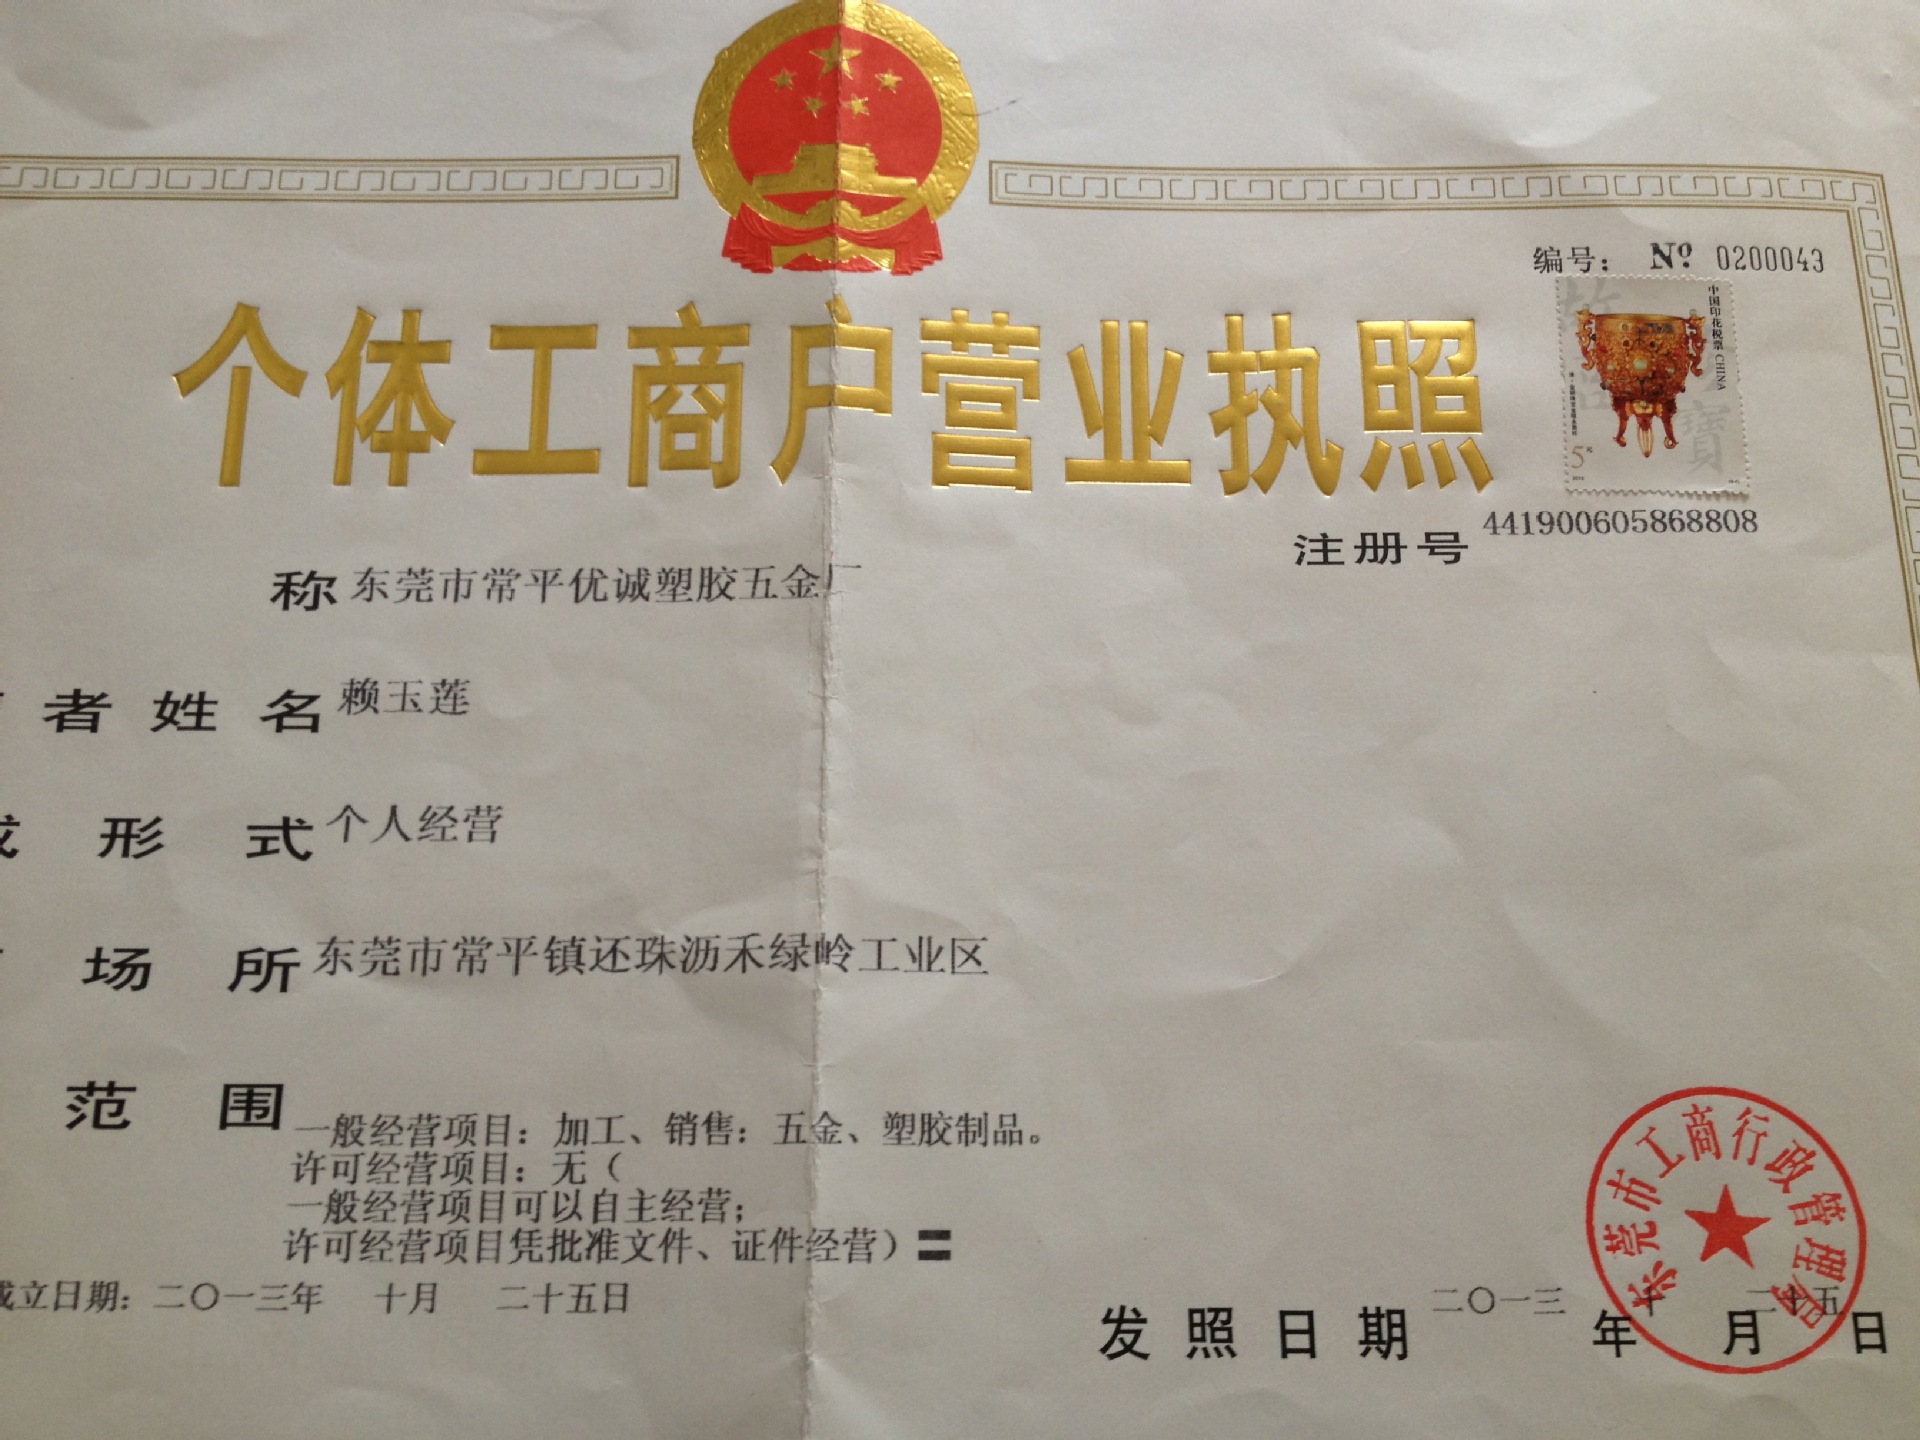 编号： № 0200043
中国印花税票 CHINA
5元
个体工商户营业执照
注册号 441900605868808
称 东莞市常平优诚塑胶五金厂
者姓名 赖玉莲
形式 个人经营
场所 东莞市常平镇还珠沥禾绿岭工业区
范围
一般经营项目：加工、销售：五金、塑胶制品。
许可经营项目：无（
一般经营项目可以自主经营；
许可经营项目凭批准文件、证件经营）〓
成立日期：二〇一三年 十月 二十五日
发照日期 二〇一三 年 十 月 二十五 日
东莞市工商行政管理局